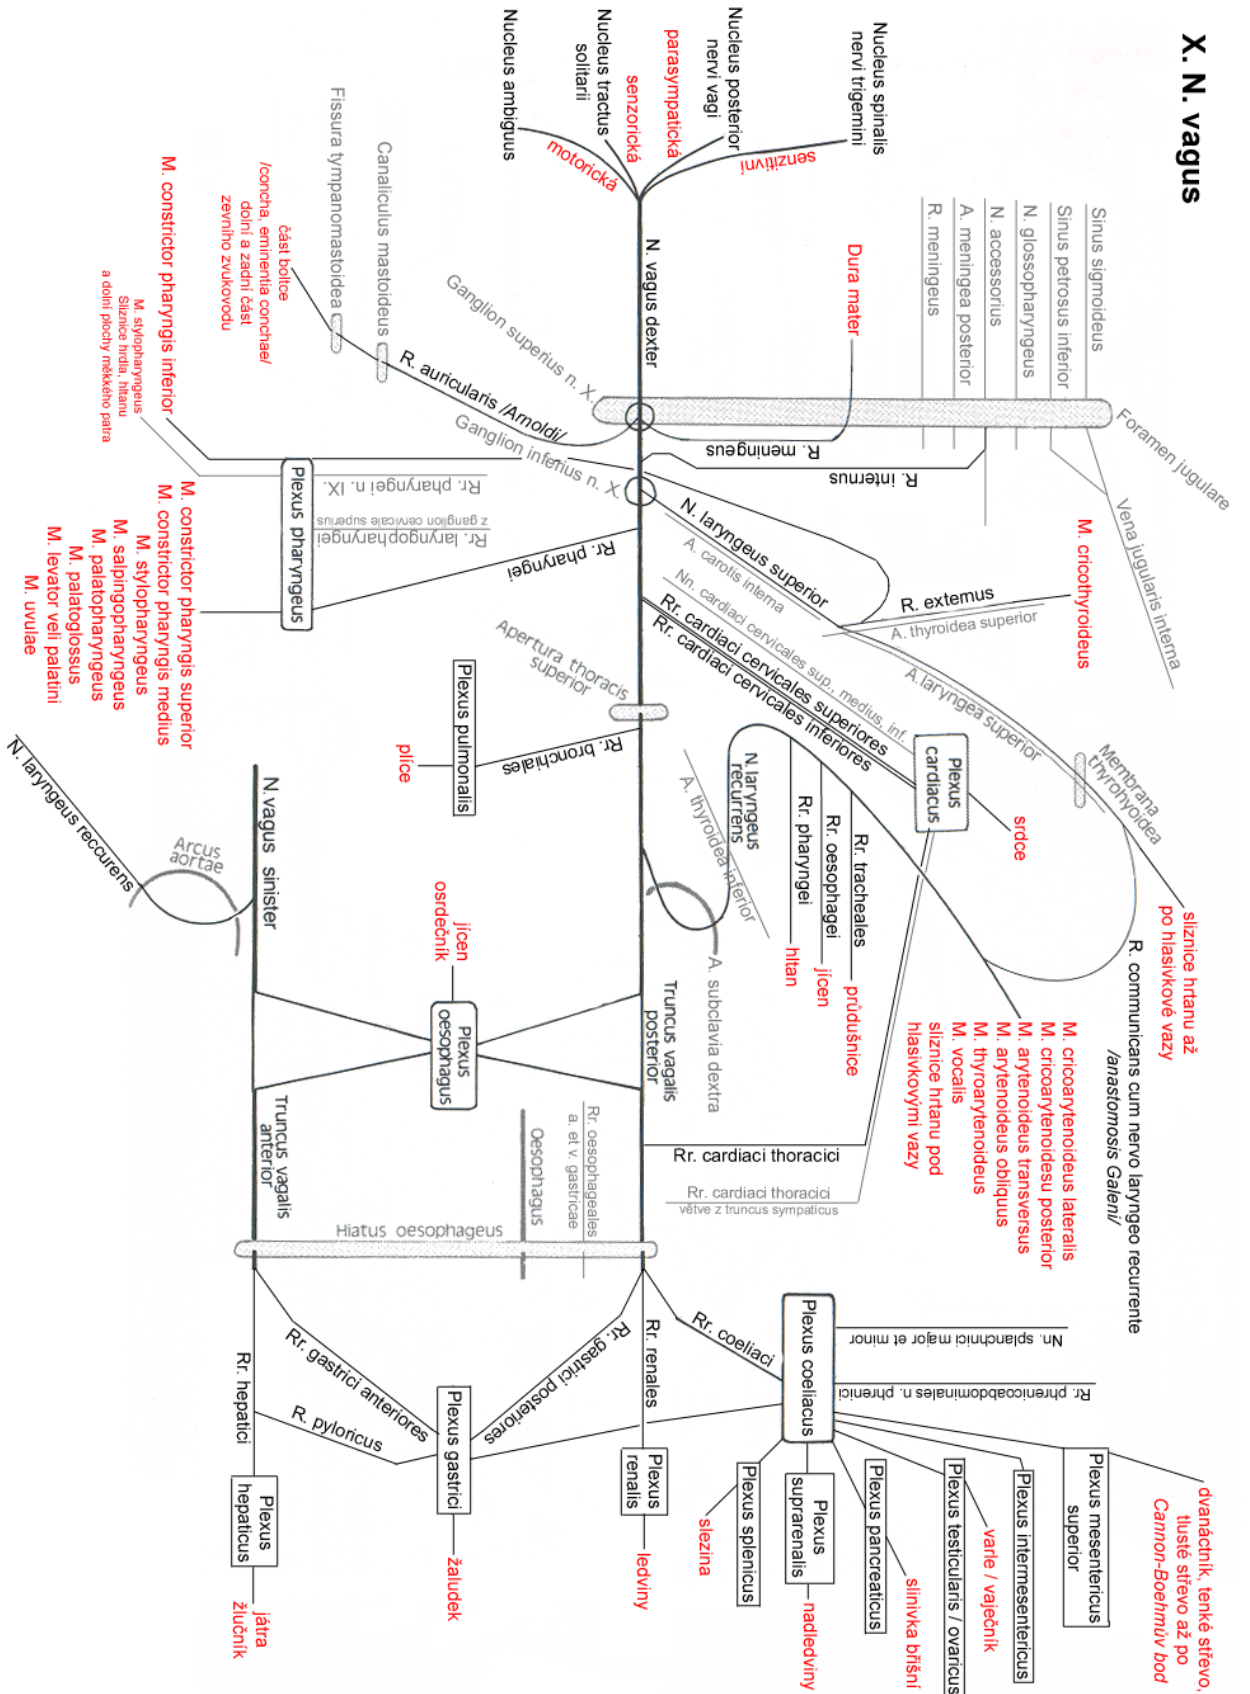 X. N. vagus
Nucleus spinalis
nervi trigemini
senzitivní
Nucleus posterior
nervi vagi
parasympatická
senzorická
Nucleus tractus
solitarii
Nucleus ambiguus
motorická
Sinus sigmoideus
Sinus petrosus inferior
N. glossopharyngeus
N. accessorius
A. meningea posterior
R. meningeus
Dura mater
N. vagus dexter
Ganglion superius n. X.
Canaliculus mastoideus
Fissura tympanomastoidea
část boltce
/concha, eminentia conchae/
dolní a zadní část
zevního zvukovodu
R. auricularis /Arnoldi/
Foramen jugulare
Vena jugularis interna
R. meningeus
R. internus
Ganglion inferius n. X.
M. constrictor pharyngis inferior
M. stylopharyngeus
Sliznice hrdla, hltanu
a dolní plochy měkkého patra
Plexus pharyngeus
Rr. pharyngei n. IX.
Rr. laryngopharyngei
z ganglion cervicale superius
Rr. pharyngei
M. constrictor pharyngis superior
M. constrictor pharyngis medius
M. stylopharyngeus
M. salpingopharyngeus
M. palatopharyngeus
M. palatoglossus
M. levator veli palatini
M. uvulae
N. laryngeus superior
A. carotis interna
Nn. cardiaci cervicales sup., medius, inf.
Rr. cardiaci cervicales superiores
Rr. cardiaci cervicales inferiores
R. externus
A. thyroidea superior
M. cricothyroideus
A. laryngea superior
Membrana
thyrohyoidea
sliznice hrtanu až
po hlasivkové vazy
R. communicans cum nervo laryngeo recurrente
/anastomosis Galeni/
Plexus
cardiacus
srdce
Apertura thoracis
superior
Rr. bronchiales
Plexus pulmonalis
plíce
N. laryngeus
recurrens
A. thyroidea inferior
Rr. tracheales
Rr. oesophagei
Rr. pharyngei
průdušnice
jícen
hltan
A. subclavia dextra
M. cricoarytenoideus lateralis
M. cricoarytenoidesu posterior
M. arytenoideus transversus
M. arytenoideus obliquus
M. thyroarytenoideus
M. vocalis
sliznice hrtanu pod
hlasivkovými vazy
N. laryngeus reccurens
Arcus
aortae
N. vagus sinister
jícen
osrdečník
Plexus
oesophagus
Truncus vagalis
posterior
Truncus vagalis
anterior
Rr. cardiaci thoracici
Rr. cardiaci thoracici
větve z truncus sympaticus
Rr. oesophageales
a. et v. gastricae
Oesophagus
Hiatus oesophageus
Rr. coeliaci
Rr. renales
Rr. gastrici posteriores
Rr. gastrici anteriores
R. pyloricus
Rr. hepatici
Plexus coeliacus
Nn. splanchnici major et minor
Rr. phrenicoabdominales n. phrenici
Plexus gastrici
žaludek
Plexus
renalis
ledviny
Plexus
hepaticus
játra
žlučník
Plexus splenicus
slezina
Plexus
suprarenalis
nadledviny
Plexus pancreaticus
slinivka břišní
Plexus testicularis / ovaricus
varle / vaječník
Plexus intermesentericus
Plexus mesentericus
superior
dvanáctník, tenké střevo,
tlusté střevo až po
Cannon-Boehmův bod